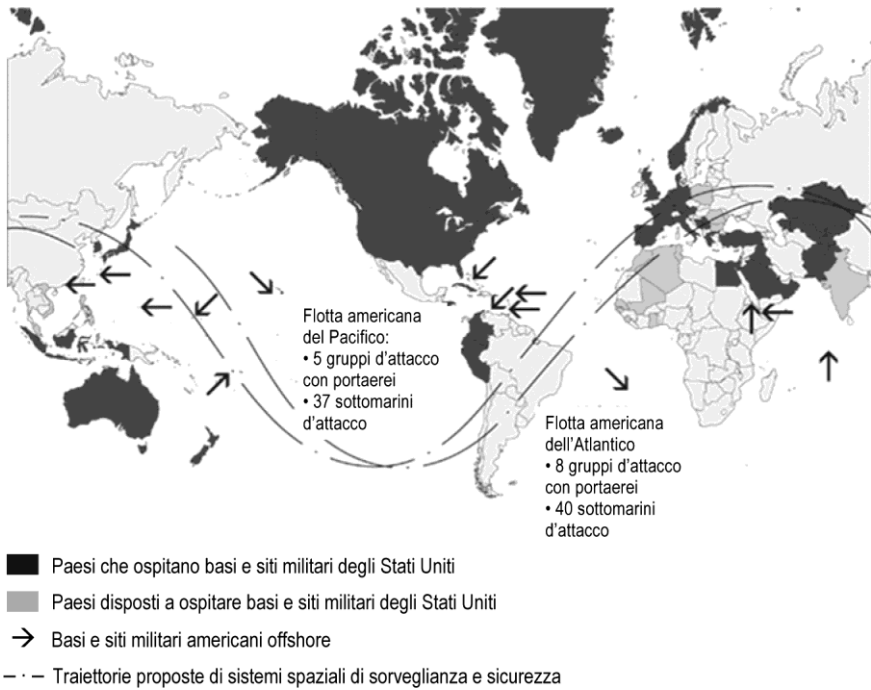 Flotta americana
del Pacifico:
• 5 gruppi d'attacco
con portaerei
• 37 sottomarini
d'attacco
Flotta americana
dell'Atlantico
• 8 gruppi d'attacco
con portaerei
• 40 sottomarini
d'attacco
Paesi che ospitano basi e siti militari degli Stati Uniti
Paesi disposti a ospitare basi e siti militari degli Stati Uniti
Basi e siti militari americani offshore
Traiettorie proposte di sistemi spaziali di sorveglianza e sicurezza